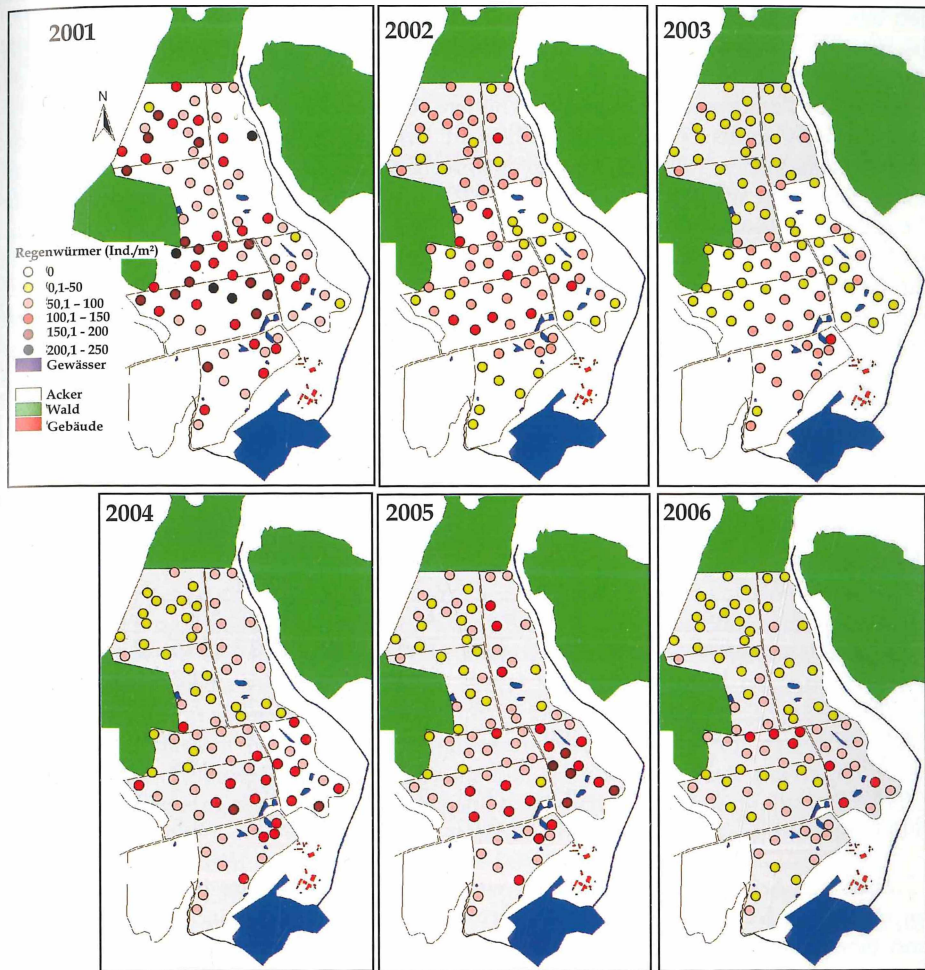 2001
2002
2003
N
Regenwürmer (Ind./m²)
0
0,1-50
50,1 – 100
100,1 – 150
150,1 - 200
200,1 - 250
Gewässer
Acker
Wald
Gebäude
2004
2005
2006